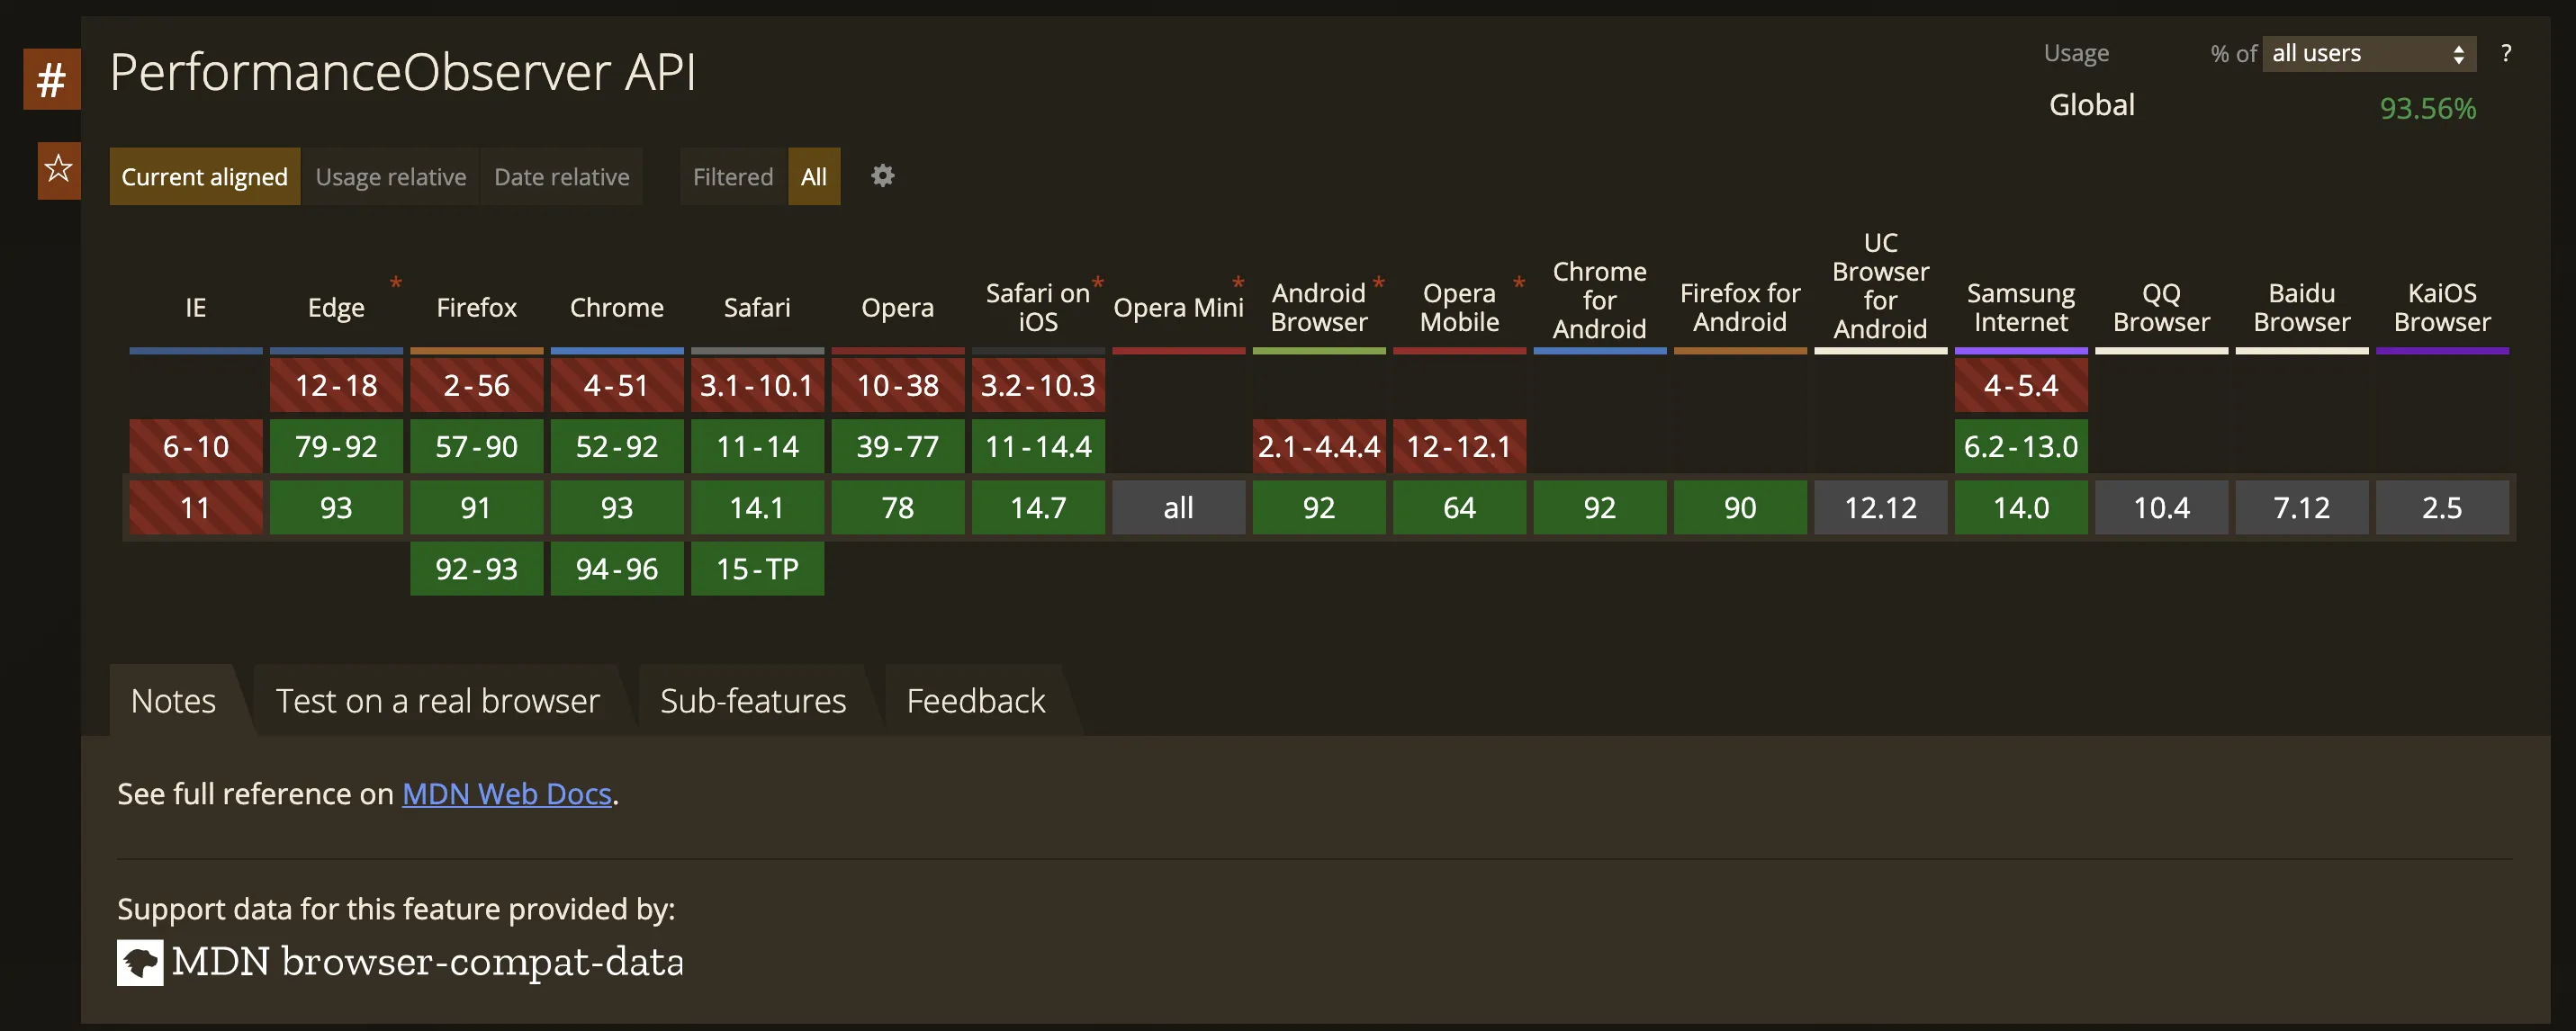 #
PerformanceObserver API
Usage % of all users ?
Global 93.56%
☆
Current aligned Usage relative Date relative Filtered All
IE
Edge *
Firefox
Chrome
Safari
Opera
Safari on iOS *
Opera Mini *
Android Browser *
Opera Mobile *
Chrome for Android
Firefox for Android
UC Browser for Android
Samsung Internet
QQ Browser
Baidu Browser
KaiOS Browser
12-18 2-56 4-51 3.1-10.1 10-38 3.2-10.3 4-5.4
6-10 79-92 57-90 52-92 11-14 39-77 11-14.4 2.1-4.4.4 12-12.1 6.2-13.0
11 93 91 93 14.1 78 14.7 all 92 64 92 90 12.12 14.0 10.4 7.12 2.5
92-93 94-96 15-TP
Notes Test on a real browser Sub-features Feedback
See full reference on MDN Web Docs.
Support data for this feature provided by:
MDN browser-compat-data